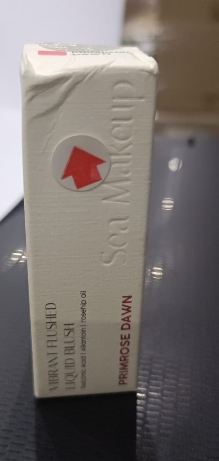 Sea Makeup
VIBRANT FLUSHED
LIQUID BLUSH
PRIMROSE DAWN